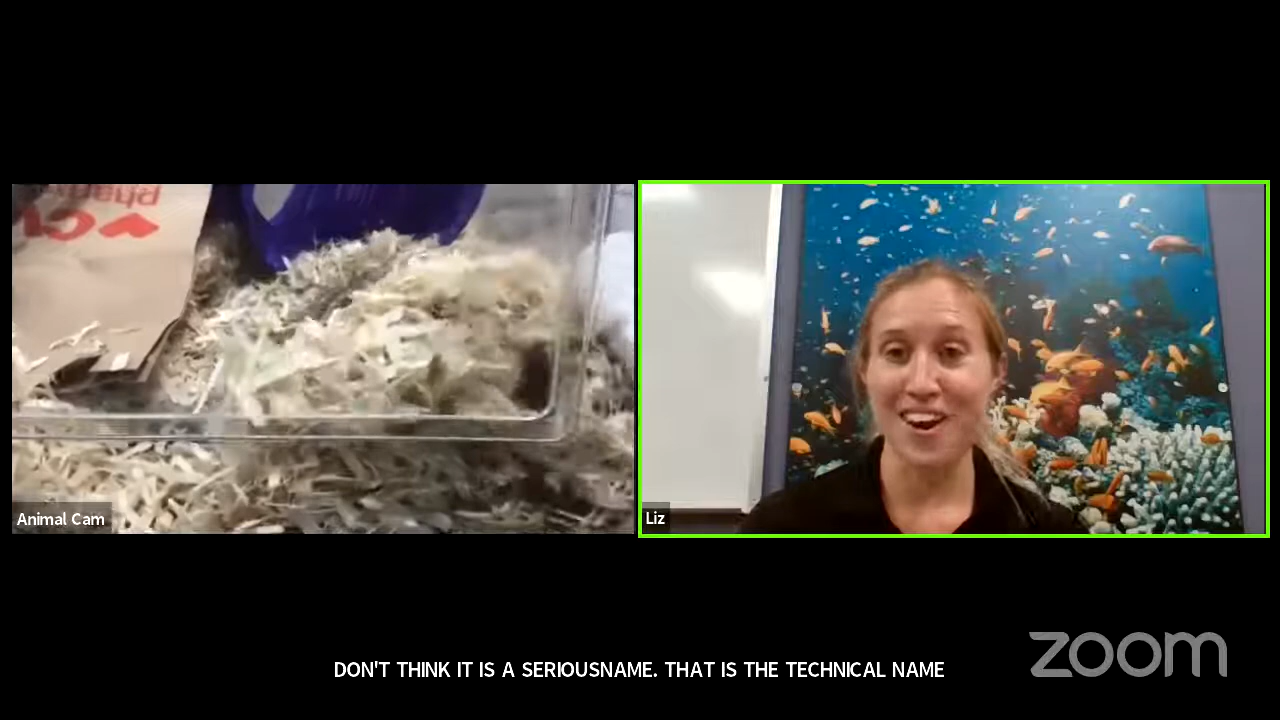 Animal Cam
Liz
DON'T THINK IT IS A SERIOUSNAME. THAT IS THE TECHNICAL NAME
zoom